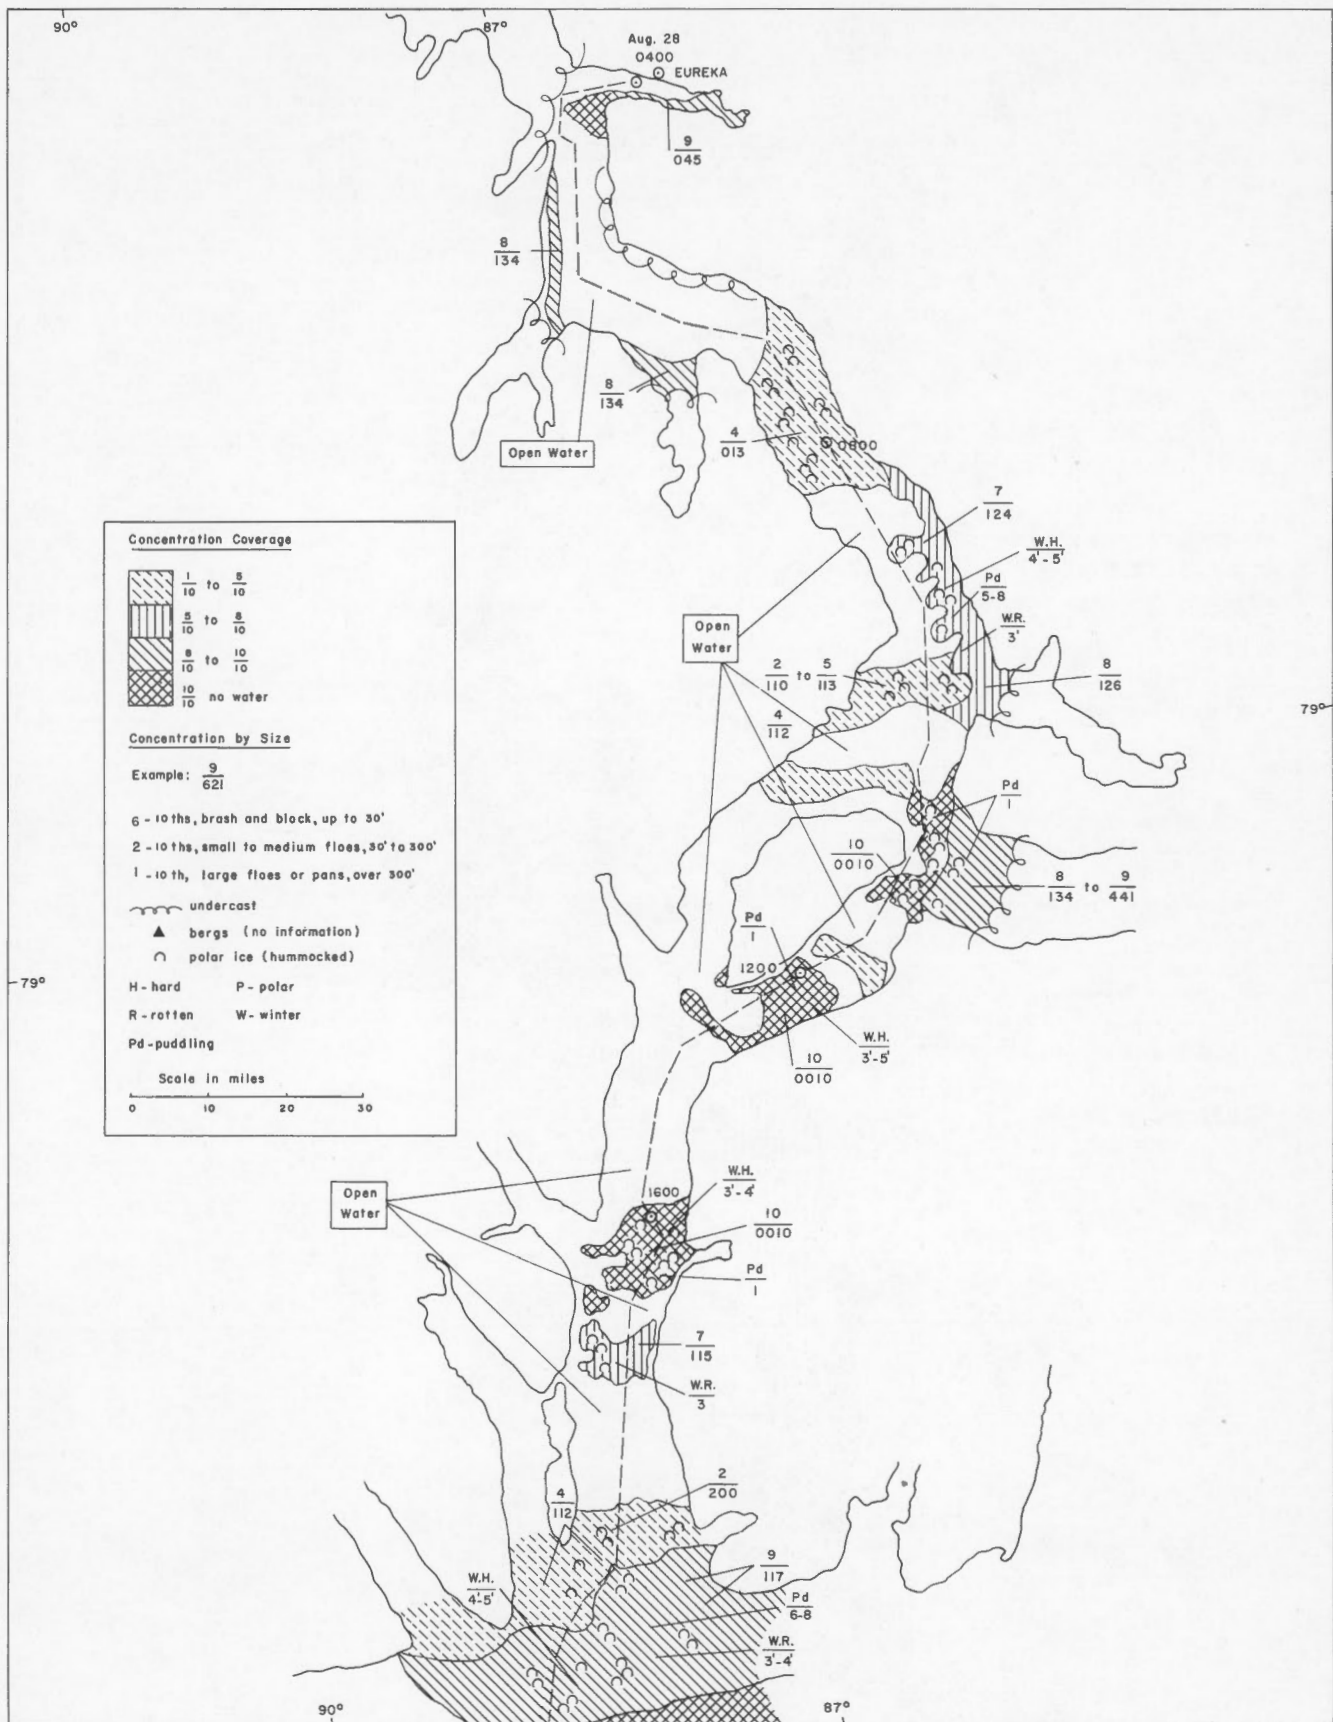 90°
87°
Aug. 28
0400
EUREKA
9
045
8
134
8
134
Open Water
4
013
0800
7
124
W.H.
4'-5'
Pd
5-8
W.R.
3'
Open
Water
2 to 5
110 113
8
126
79°
4
112
Pd
1
10
0010
8 to 9
134 441
Pd
1
1200
79°
W.H.
3'-5'
10
0010
Concentration Coverage
1/10 to 5/10
5/10 to 8/10
8/10 to 10/10
10/10 no water
Concentration by Size
Example: 9/621
6 - 10ths, brash and block, up to 30'
2 - 10ths, small to medium floes, 30' to 300'
1 - 10th, large floes or pans, over 300'
undercast
bergs (no information)
polar ice (hummocked)
H - hard P - polar
R - rotten W - winter
Pd - puddling
Scale in miles
0 10 20 30
Open
Water
1600
W.H.
3'-4'
10
0010
Pd
1
7
115
W.R.
3
2
200
4
112
9
117
W.H.
4'-5'
Pd
6-8
W.R.
3'-4'
90°
87°